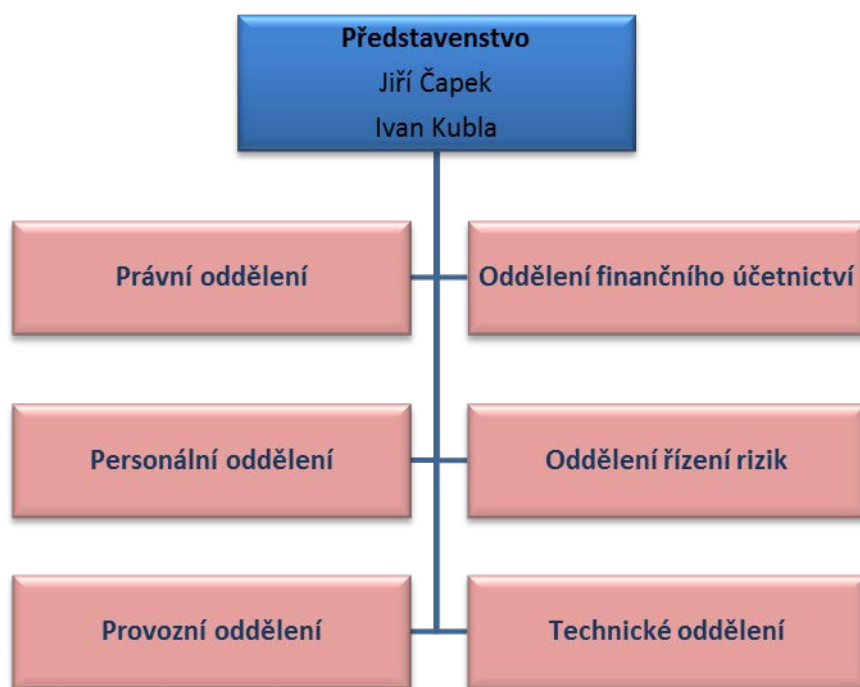 Představenstvo
Jiří Čapek
Ivan Kubla
Právní oddělení
Oddělení finančního účetnictví
Personální oddělení
Oddělení řízení rizik
Provozní oddělení
Technické oddělení